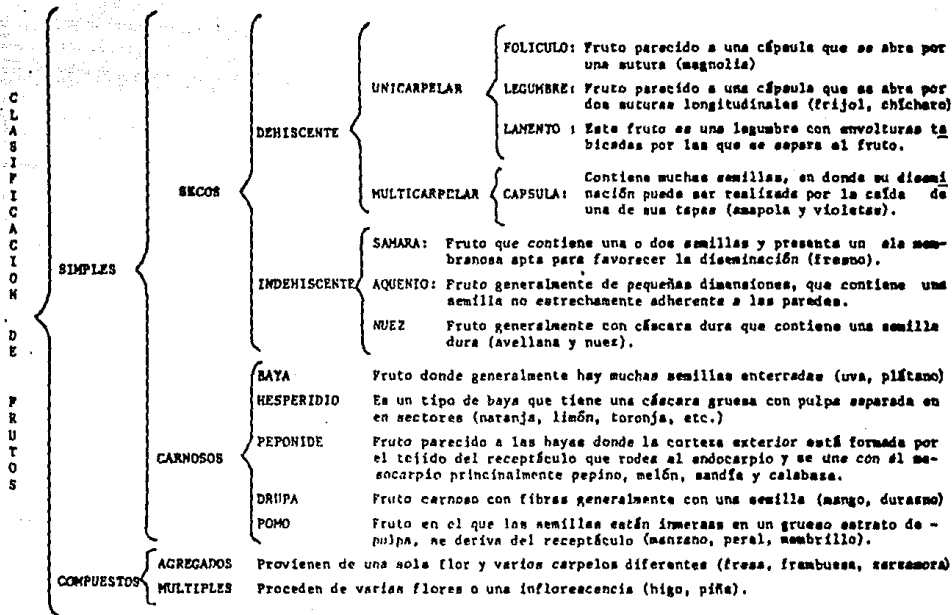 CLASIFICACION DE FRUTOS
SIMPLES
SECOS
DEHISCENTE
UNICARPELAR
FOLICULO: Fruto parecido a una cápsula que se abre por
una sutura (magnolia)
LEGUMBRE: Fruto parecido a una cápsula que se abre por
dos suturas longitudinales (frijol, chícharo)
LAMENTO : Este fruto es una legumbre con envolturas ta
bicadas por las que se separa el fruto.
MULTICARPELAR
CAPSULA: Contiene muchas semillas, en donde su disemi
nación puede ser realizada por la caída de
una de sus tapas (amapola y violetas).
INDEHISCENTE
SAMARA: Fruto que contiene una o dos semillas y presenta un ala mem-
branosa apta para favorecer la diseminación (fresno).
AQUENIO: Fruto generalmente de pequeñas dimensiones, que contiene una
semilla no estrechamente adherente a las paredes.
NUEZ Fruto generalmente con cáscara dura que contiene una semilla
dura (avellana y nuez).
CARNOSOS
BAYA Fruto donde generalmente hay muchas semillas enterradas (uva, plátano)
HESPERIDIO Es un tipo de baya que tiene una cáscara gruesa con pulpa separada en
en sectores (naranja, limón, toronja, etc.)
PEPONIDE Fruto parecido a las bayas donde la corteza exterior está formada por
el tejido del receptáculo que rodea al endocarpio y se une con él me-
socarpio principalmente pepino, melón, sandía y calabaza.
DRUPA Fruto carnoso con fibras generalmente con una semilla (mango, durazno)
POMO Fruto en el que las semillas están inmersas en un grueso estrato de -
pulpa, se deriva del receptáculo (manzano, peral, membrillo).
COMPUESTOS
AGREGADOS Provienen de una sola flor y varios carpelos diferentes (fresa, frambuesa, zarzamora)
MULTIPLES Proceden de varias flores o una inflorescencia (higo, piña).